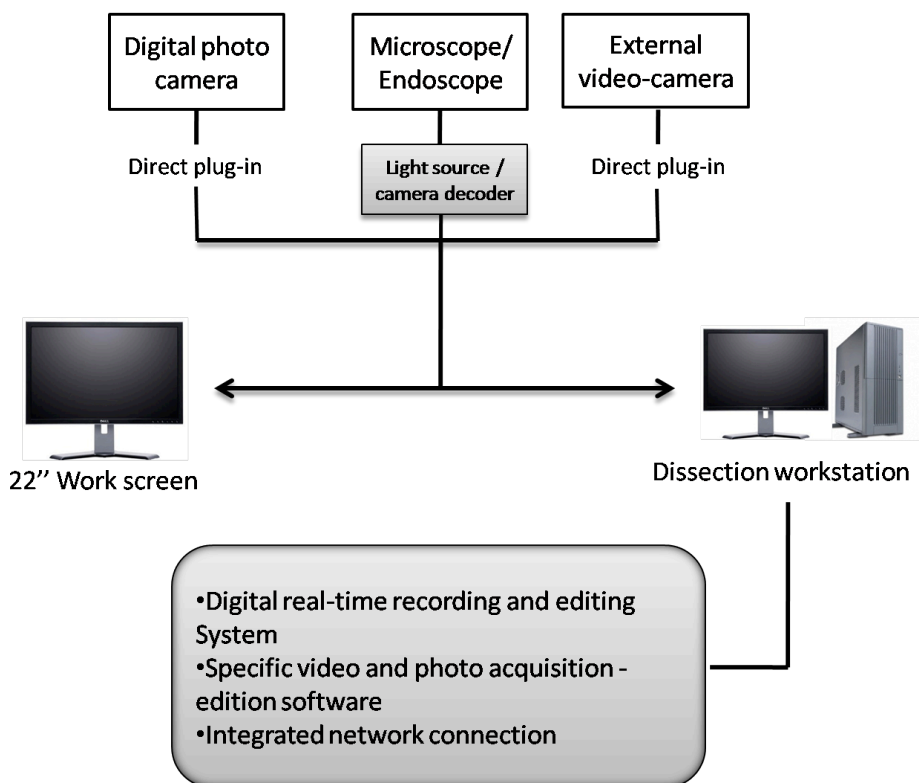 Digital photo
camera
Microscope/
Endoscope
External
video-camera
Direct plug-in
Light source /
camera decoder
Direct plug-in
22’’ Work screen
Dissection workstation
•Digital real-time recording and editing
System
•Specific video and photo acquisition -
edition software
•Integrated network connection